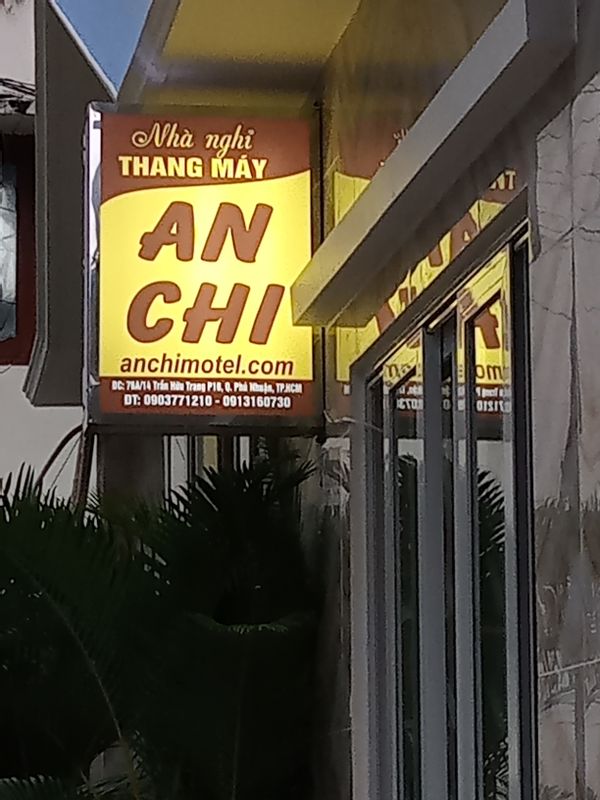 Nhà nghỉ
THANG MÁY
AN
CHI
anchimotel.com
ĐC: 76A/14 Trần Hữu Trang P10, Q. Phú Nhuận, TP.HCM
ĐT: 0903771210 - 0913160730